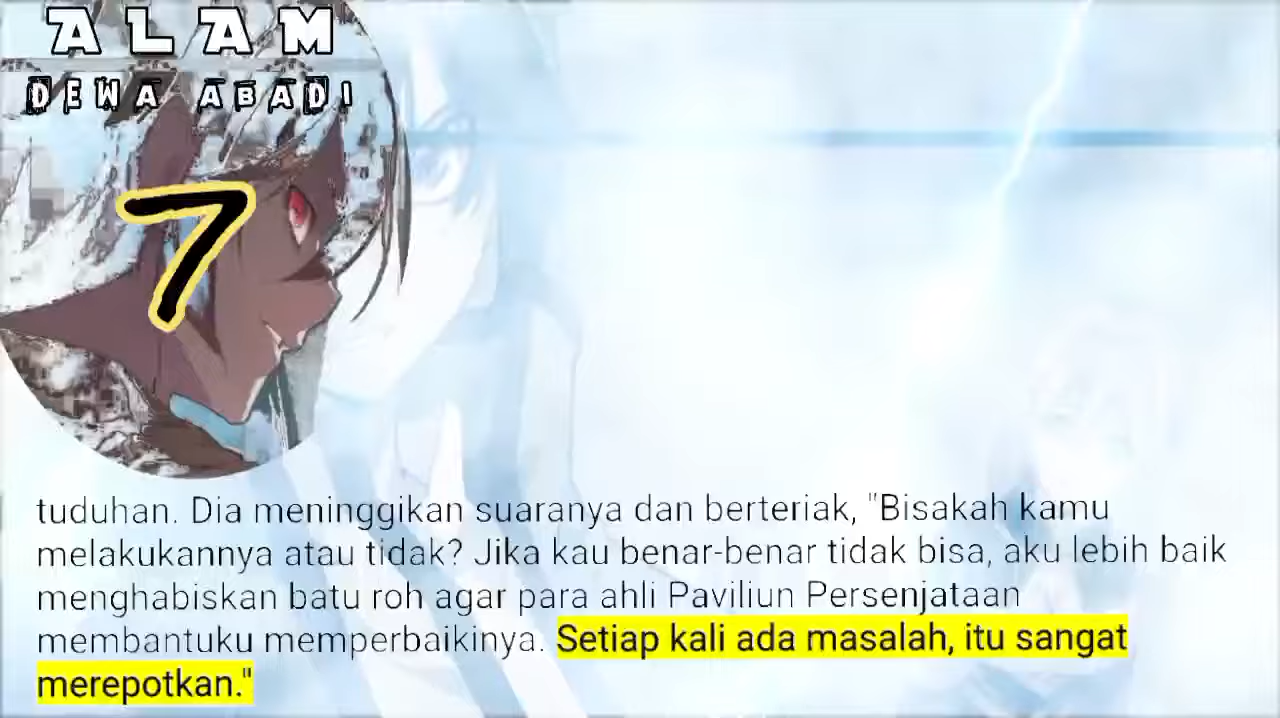 ALAM
DEWA ABADI
7
tuduhan. Dia meninggikan suaranya dan berteriak, "Bisakah kamu
melakukannya atau tidak? Jika kau benar-benar tidak bisa, aku lebih baik
menghabiskan batu roh agar para ahli Paviliun Persenjataan
membantuku memperbaikinya. Setiap kali ada masalah, itu sangat
merepotkan."